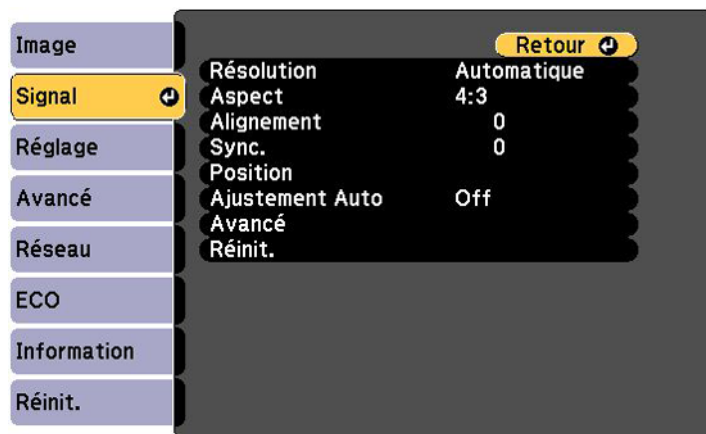 Image
Signal
Réglage
Avancé
Réseau
ECO
Information
Réinit.
Retour
Résolution Automatique
Aspect 4:3
Alignement 0
Sync. 0
Position
Ajustement Auto Off
Avancé
Réinit.